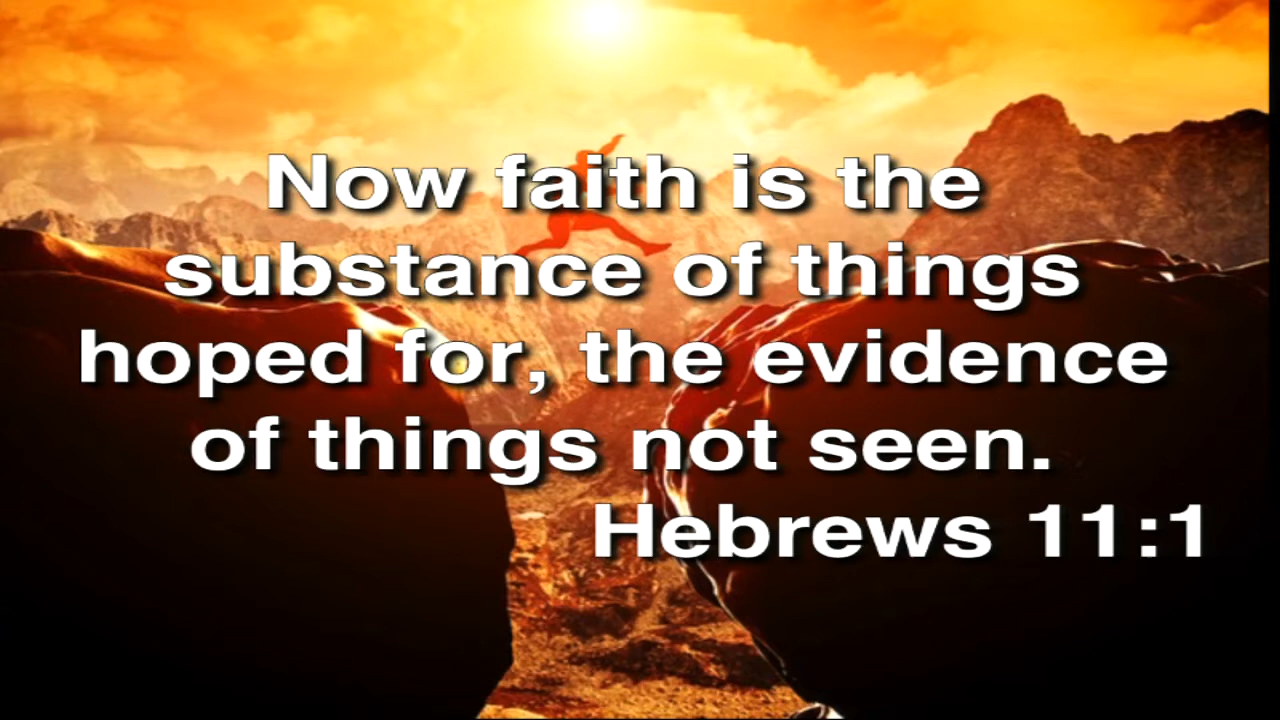 Now faith is the
substance of things
hoped for, the evidence
of things not seen.
Hebrews 11:1